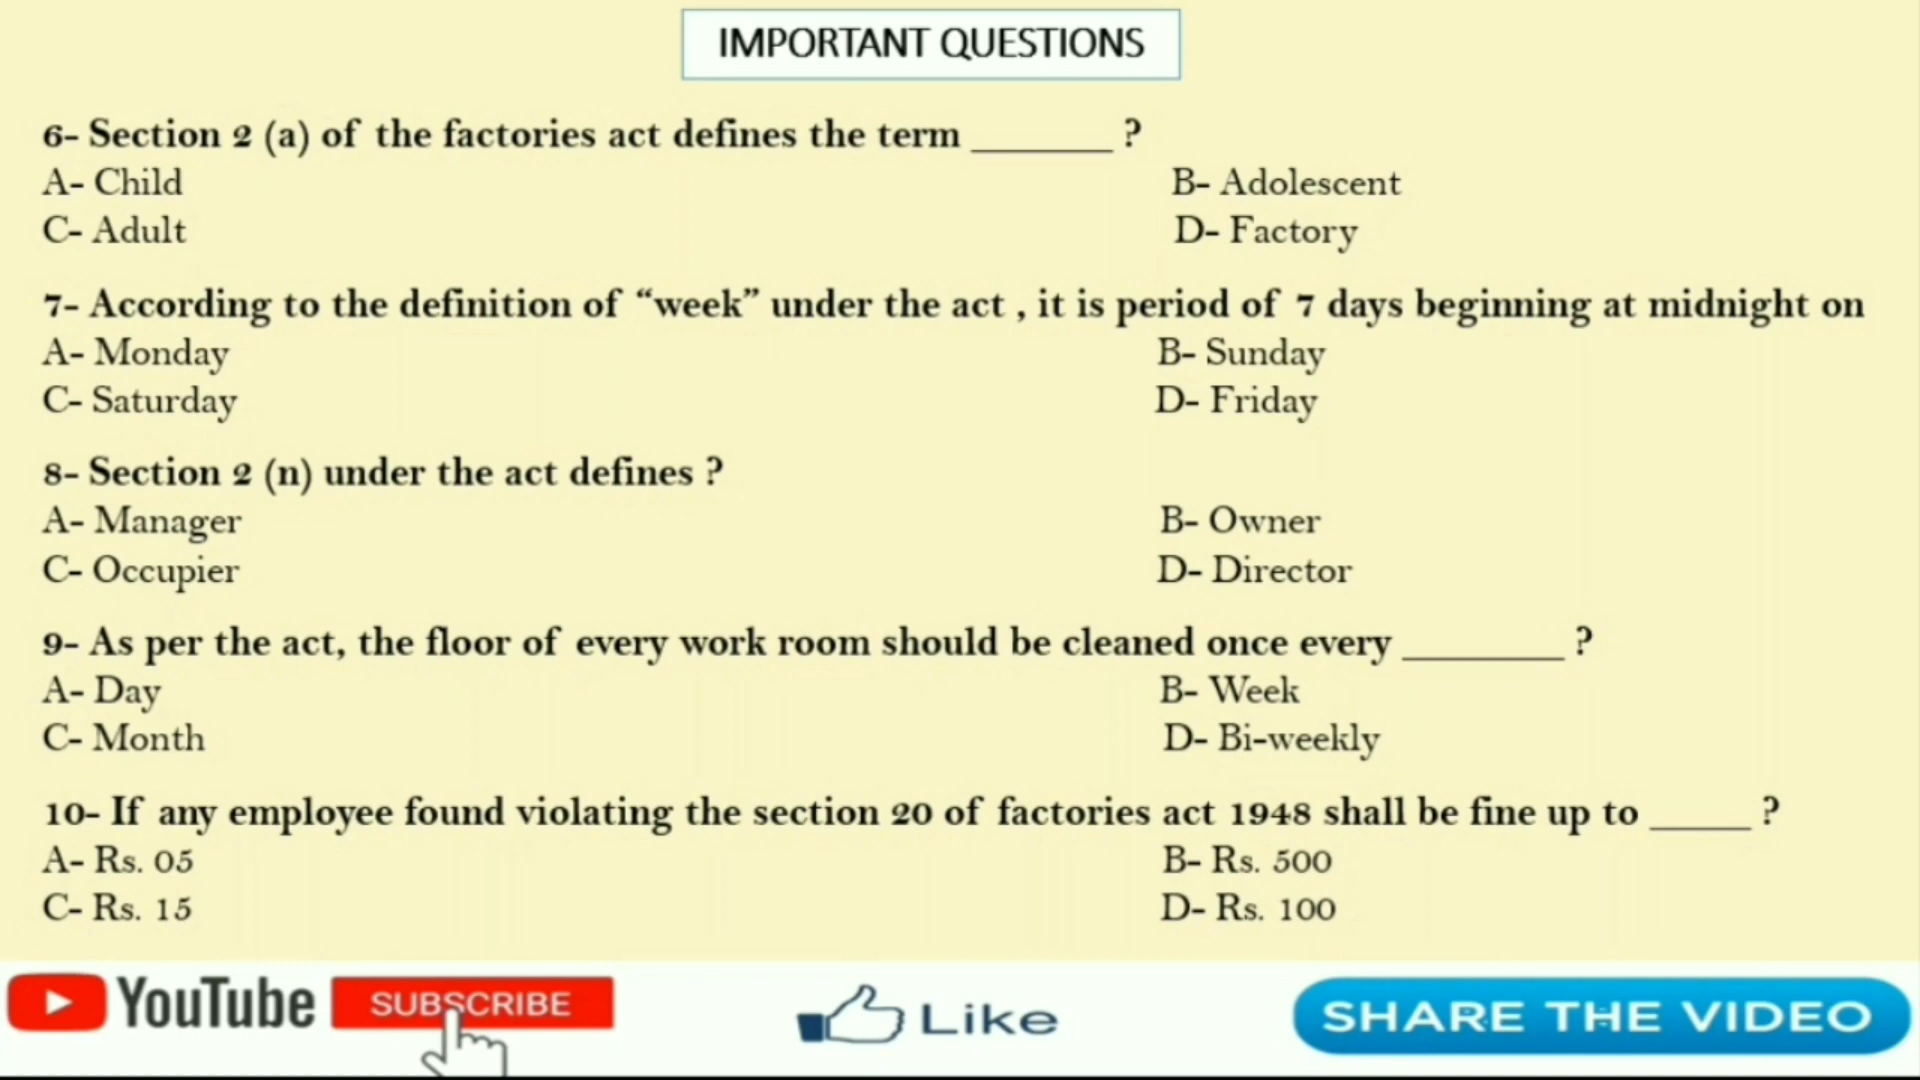 IMPORTANT QUESTIONS
6- Section 2 (a) of the factories act defines the term _______ ?
A- Child B- Adolescent
C- Adult D- Factory
7- According to the definition of “week” under the act , it is period of 7 days beginning at midnight on
A- Monday B- Sunday
C- Saturday D- Friday
8- Section 2 (n) under the act defines ?
A- Manager B- Owner
C- Occupier D- Director
9- As per the act, the floor of every work room should be cleaned once every ________ ?
A- Day B- Week
C- Month D- Bi-weekly
10- If any employee found violating the section 20 of factories act 1948 shall be fine up to _____ ?
A- Rs. 05 B- Rs. 500
C- Rs. 15 D- Rs. 100
YouTube SUBSCRIBE Like SHARE THE VIDEO